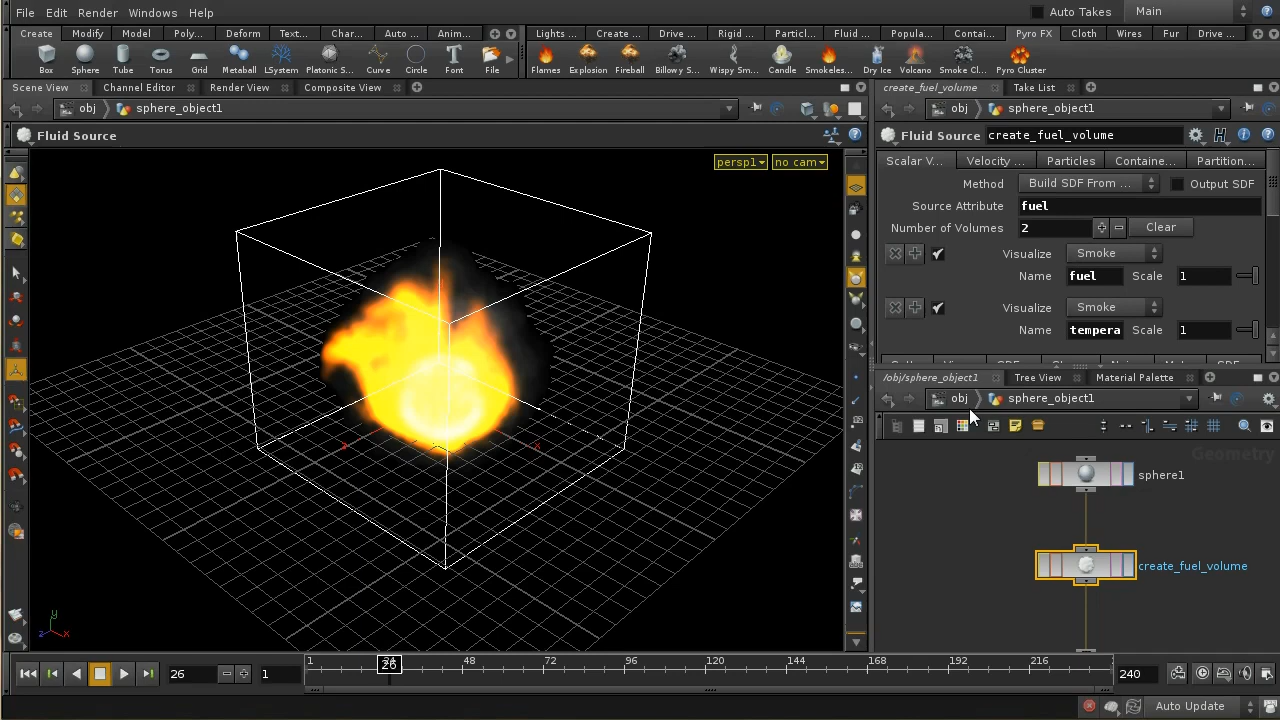 File Edit Render Windows Help Auto Takes Main
Create Modify Model Poly... Deform Text... Char... Auto ... Anim... Lights ... Create ... Drive ... Rigid ... Particl... Fluid ... Popula... Contai... Pyro FX Cloth Wires Fur Drive ...
Box Sphere Tube Torus Grid Metaball LSystem Platonic S... Curve Circle Font File Flames Explosion Fireball Billowy S... Wispy Sm... Candle Smokeles... Dry Ice Volcano Smoke Cl... Pyro Cluster
Scene View Channel Editor Render View Composite View create_fuel_volume Take List
obj sphere_object1 obj sphere_object1
Fluid Source Fluid Source create_fuel_volume
persp1 no cam
Scalar V... Velocity ... Particles Containe... Partition...
Method Build SDF From ... Output SDF
Source Attribute fuel
Number of Volumes 2 Clear
Visualize Smoke
Name fuel Scale 1
Visualize Smoke
Name tempera Scale 1
/obj/sphere_object1 Tree View Material Palette
obj sphere_object1
Geometry
sphere1
create_fuel_volume
y
z x
26 1 1 26 48 72 96 120 144 168 192 216 240
Auto Update